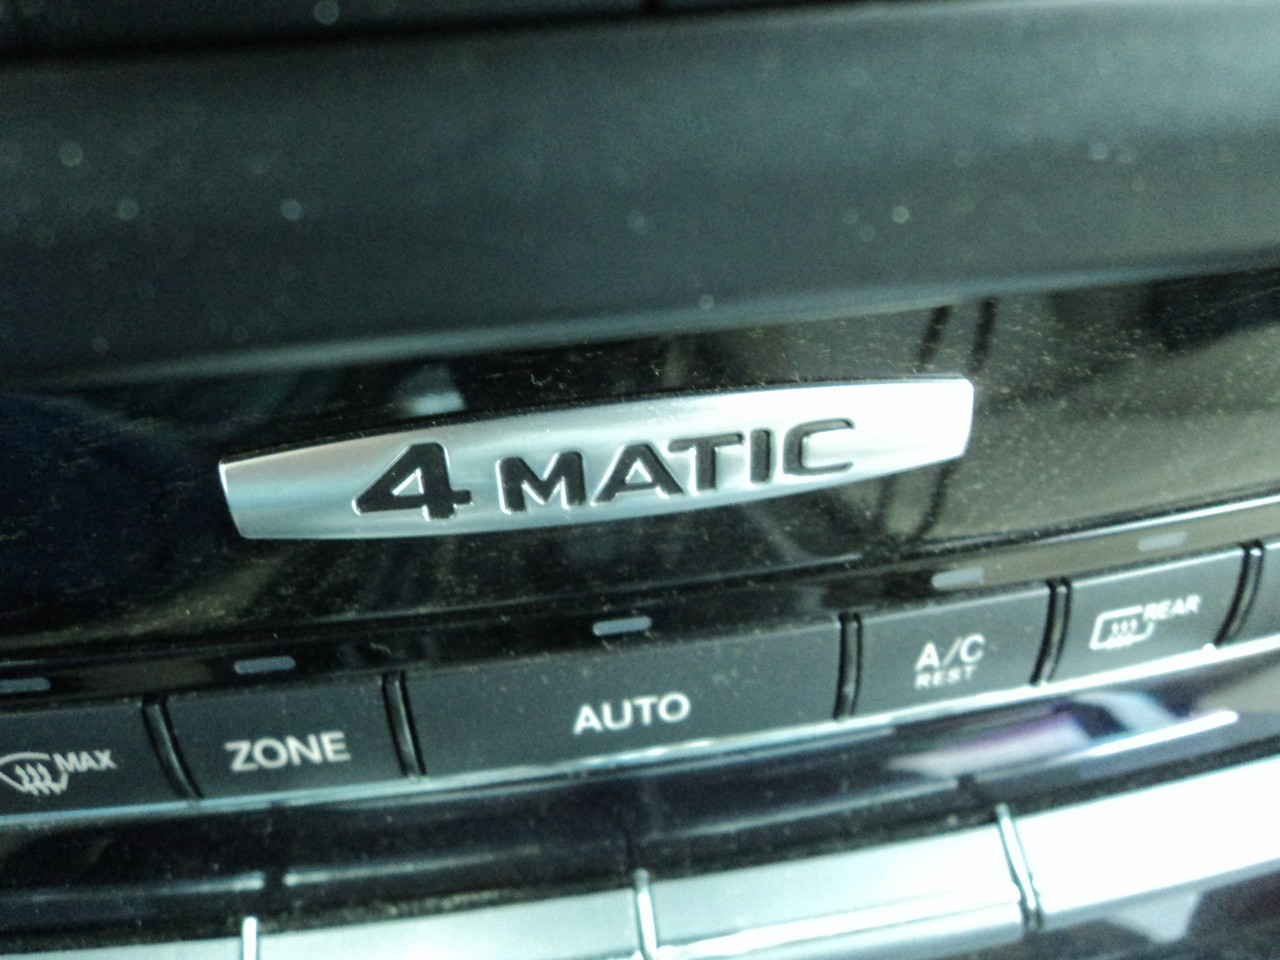 4MATIC
MAX
ZONE
AUTO
A/C
REST
REAR